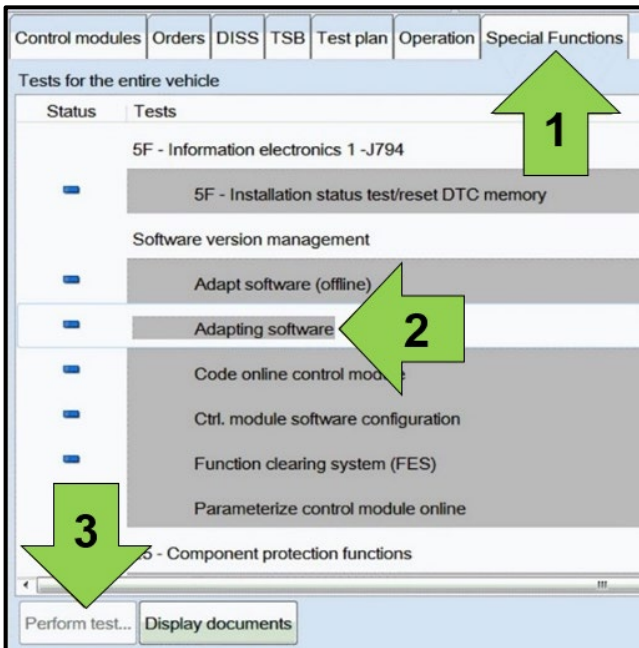 Control modules Orders DISS TSB Test plan Operation Special Functions
Tests for the entire vehicle
Status Tests
1
5F - Information electronics 1 -J794
5F - Installation status test/reset DTC memory
Software version management
Adapt software (offline)
Adapting software
2
Code online control
Ctrl. module software configuration
Function clearing system (FES)
Parameterize control module online
3
- Component protection functions
Perform test... Display documents